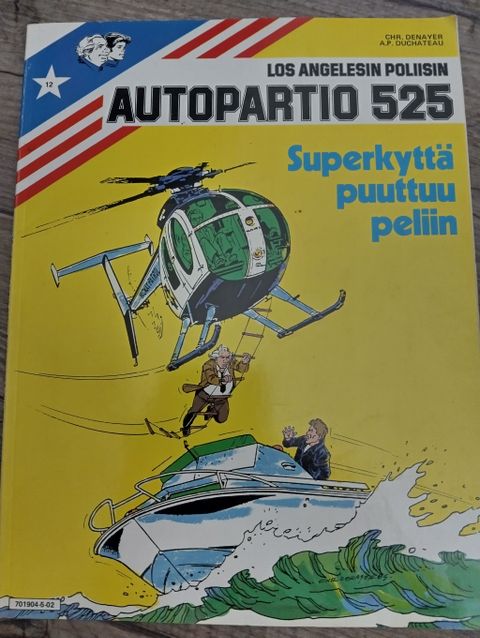 CHR. DENAYER
A.P. DUCHATEAU
12
LOS ANGELESIN POLIISIN
AUTOPARTIO 525
Superkyttä
puuttuu
peliin
701904-5-02